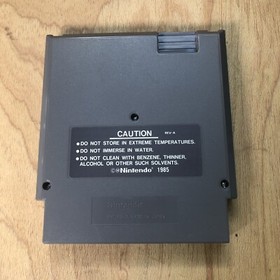 CAUTION REV-A
•DO NOT STORE IN EXTREME TEMPERATURES.
•DO NOT IMMERSE IN WATER.
•DO NOT CLEAN WITH BENZENE, THINNER,
ALCOHOL OR OTHER SUCH SOLVENTS.
©®Nintendo 1985